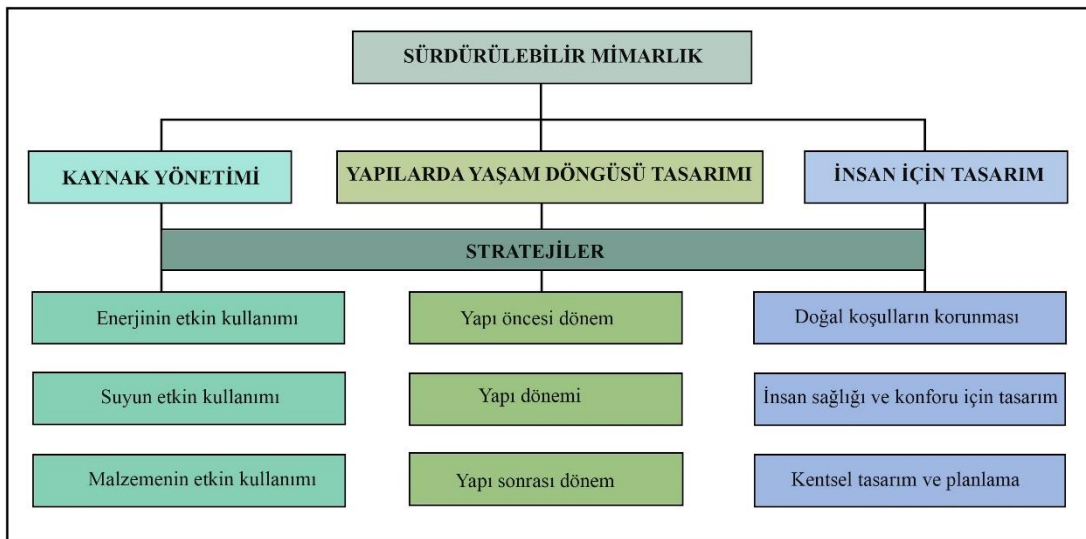 SÜRDÜRÜLEBİLİR MİMARLIK
KAYNAK YÖNETİMİ
YAPILARDA YAŞAM DÖNGÜSÜ TASARIMI
İNSAN İÇİN TASARIM
STRATEJİLER
Enerjinin etkin kullanımı
Yapı öncesi dönem
Doğal koşulların korunması
Suyun etkin kullanımı
Yapı dönemi
İnsan sağlığı ve konforu için tasarım
Malzemenin etkin kullanımı
Yapı sonrası dönem
Kentsel tasarım ve planlama